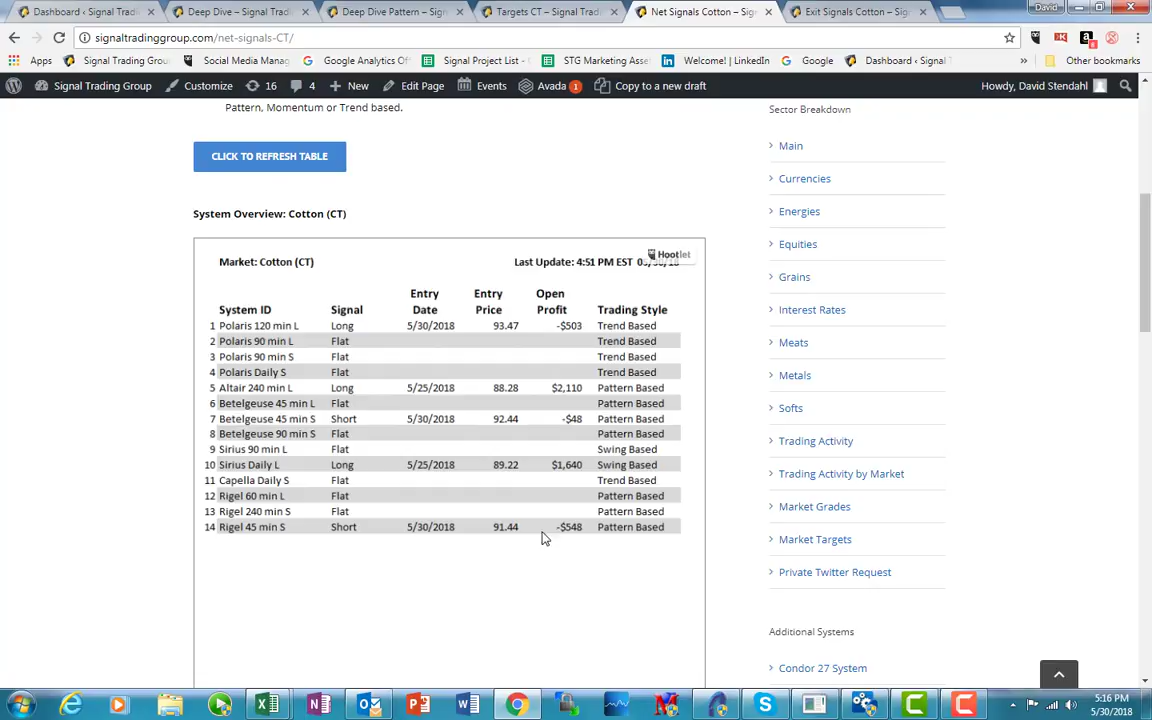 Dashboard ‹ Signal Tradi
Deep Dive – Signal Tradi
Deep Dive Pattern – Sign
Targets CT – Signal Tradi
Net Signals Cotton – Sig
Exit Signals Cotton – Sig
David
signaltradinggroup.com/net-signals-CT/
Apps
Signal Trading Grou
Social Media Manag
Google Analytics Of
Signal Project List -
STG Marketing Asse
Welcome! | LinkedIn
Google
Dashboard ‹ Signal T
»
Other bookmarks
Signal Trading Group
Customize
16
4
New
Edit Page
Events
Avada 1
Copy to a new draft
Howdy, David Stendahl
Pattern, Momentum or Trend based.
CLICK TO REFRESH TABLE
System Overview: Cotton (CT)
Hootlet
Market: Cotton (CT) Last Update: 4:51 PM EST
Entry Entry Open
System ID Signal Date Price Profit Trading Style
1 Polaris 120 min L Long 5/30/2018 93.47 -$503 Trend Based
2 Polaris 90 min L Flat Trend Based
3 Polaris 90 min S Flat Trend Based
4 Polaris Daily S Flat Trend Based
5 Altair 240 min L Long 5/25/2018 88.28 $2,110 Pattern Based
6 Betelgeuse 45 min L Flat Pattern Based
7 Betelgeuse 45 min S Short 5/30/2018 92.44 -$48 Pattern Based
8 Betelgeuse 90 min S Flat Pattern Based
9 Sirius 90 min L Flat Swing Based
10 Sirius Daily L Long 5/25/2018 89.22 $1,640 Swing Based
11 Capella Daily S Flat Trend Based
12 Rigel 60 min L Flat Pattern Based
13 Rigel 240 min S Flat Pattern Based
14 Rigel 45 min S Short 5/30/2018 91.44 -$548 Pattern Based
Sector Breakdown
Main
Currencies
Energies
Equities
Grains
Interest Rates
Meats
Metals
Softs
Trading Activity
Trading Activity by Market
Market Grades
Market Targets
Private Twitter Request
Additional Systems
Condor 27 System
5:16 PM
5/30/2018